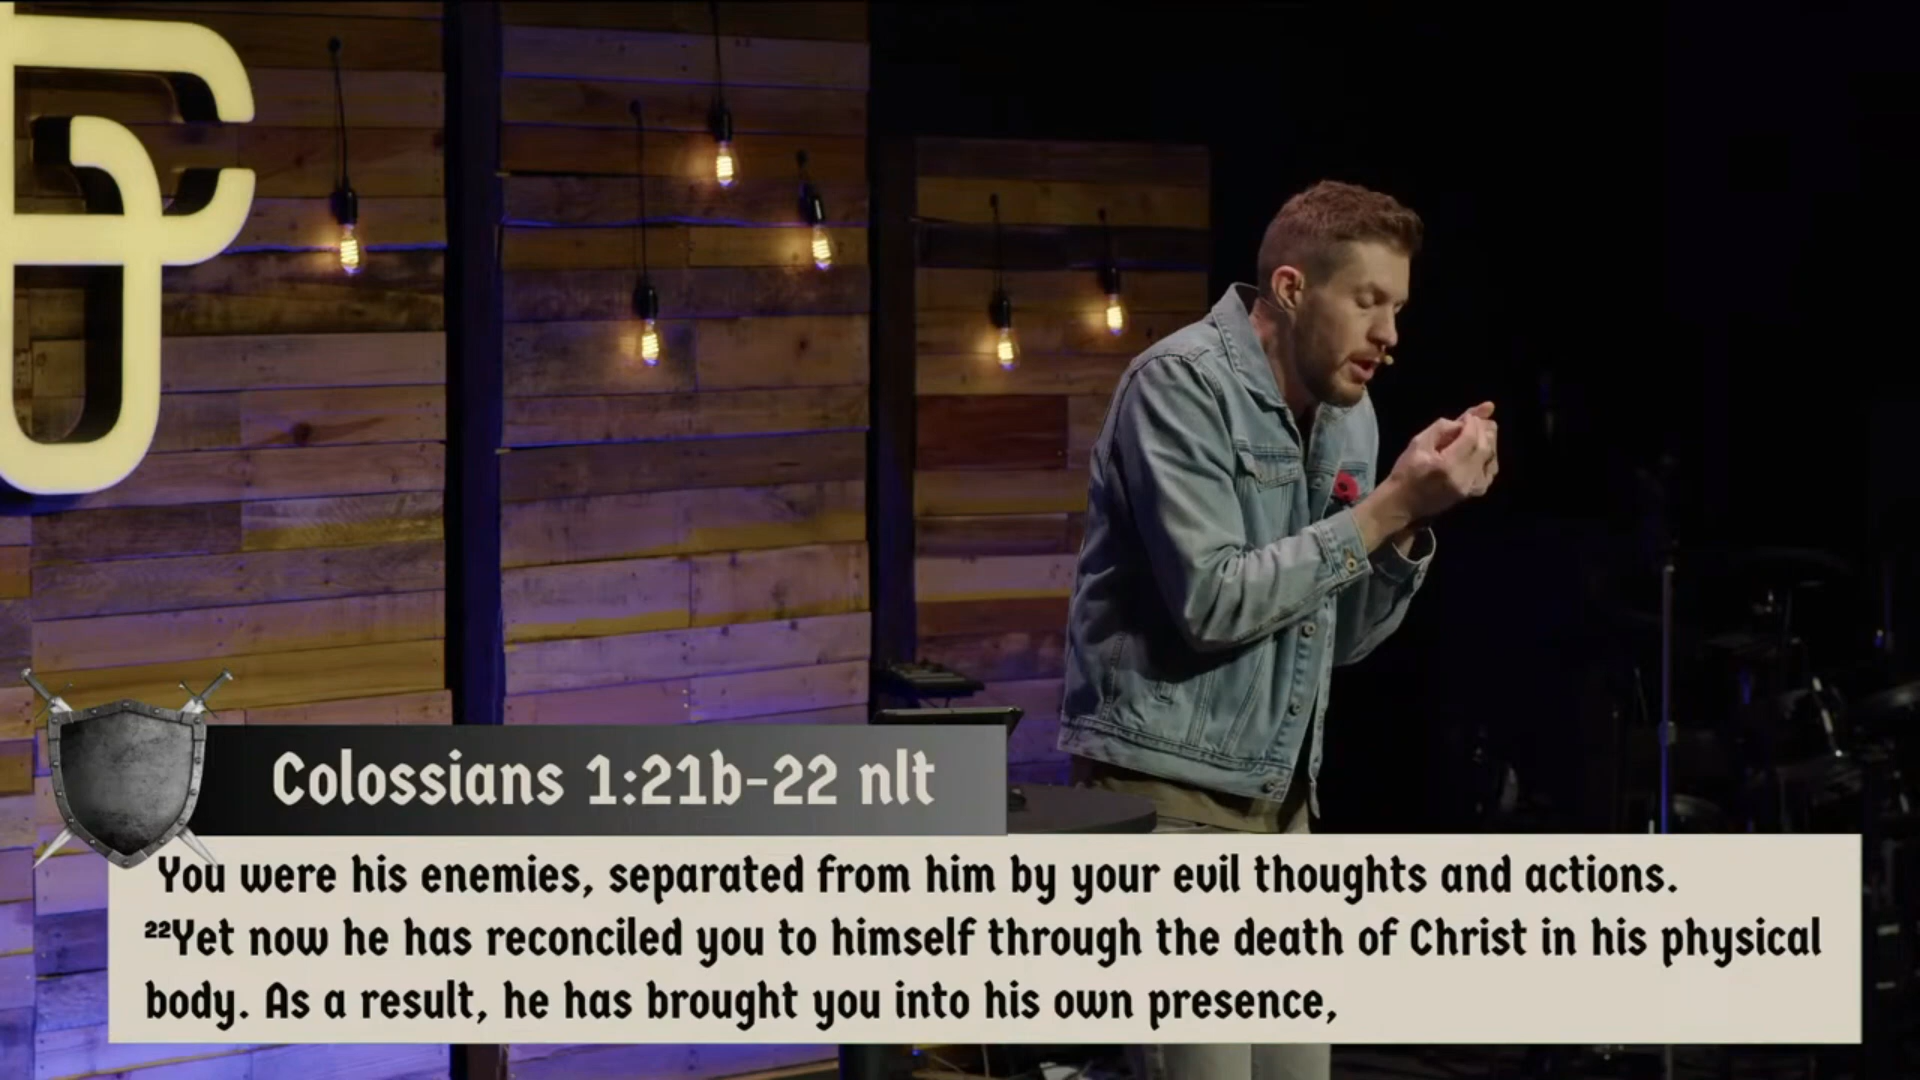 Colossians 1:21b-22 nlt
You were his enemies, separated from him by your evil thoughts and actions.
²²Yet now he has reconciled you to himself through the death of Christ in his physical
body. As a result, he has brought you into his own presence,